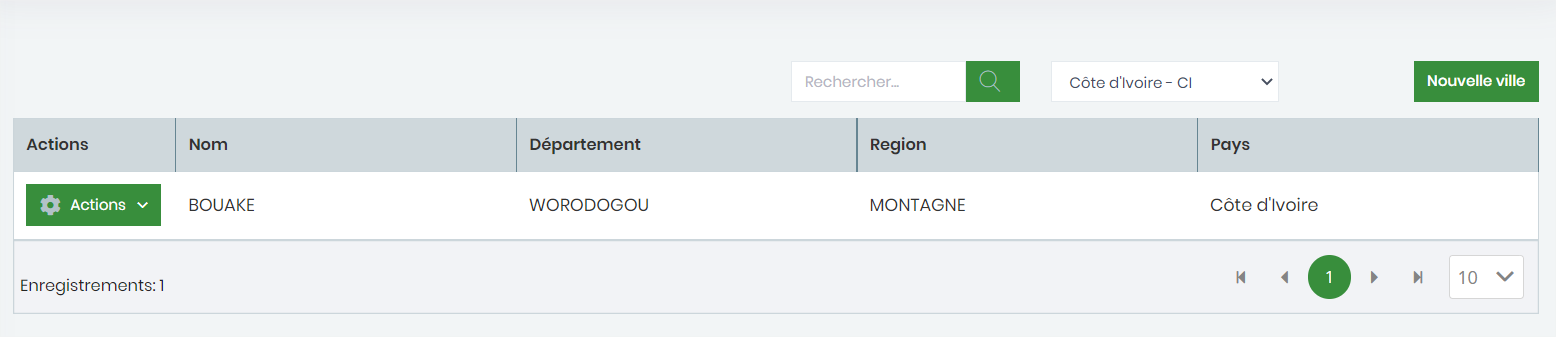 Rechercher... Côte d'Ivoire - CI Nouvelle ville
Actions Nom Département Region Pays
Actions BOUAKE WORODOGOU MONTAGNE Côte d'Ivoire
Enregistrements: 1 1 10